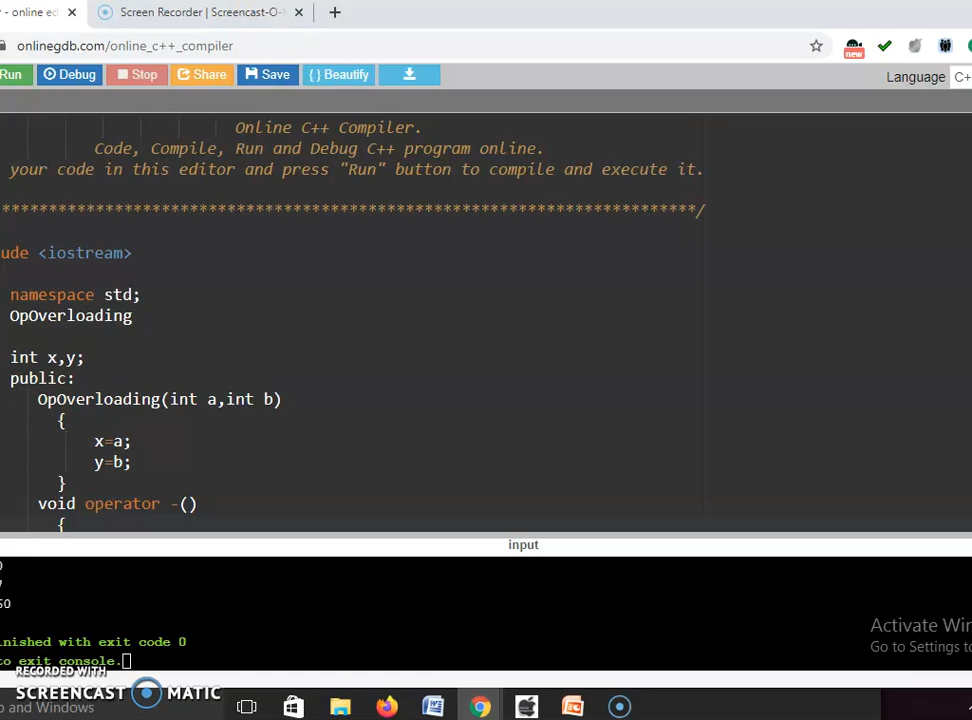 - online ed
Screen Recorder | Screencast-O-
onlinegdb.com/online_c++_compiler
new
Run
Debug
Stop
Share
Save
{ } Beautify
Language
C+
Online C++ Compiler.
Code, Compile, Run and Debug C++ program online.
your code in this editor and press "Run" button to compile and execute it.
**************************************************************************/
ude <iostream>
namespace std;
OpOverloading
int x,y;
public:
OpOverloading(int a,int b)
{
x=a;
y=b;
}
void operator -()
{
input
50
inished with exit code 0
to exit console.
Activate Win
Go to Settings to
RECORDED WITH
SCREENCAST MATIC
p and Windows